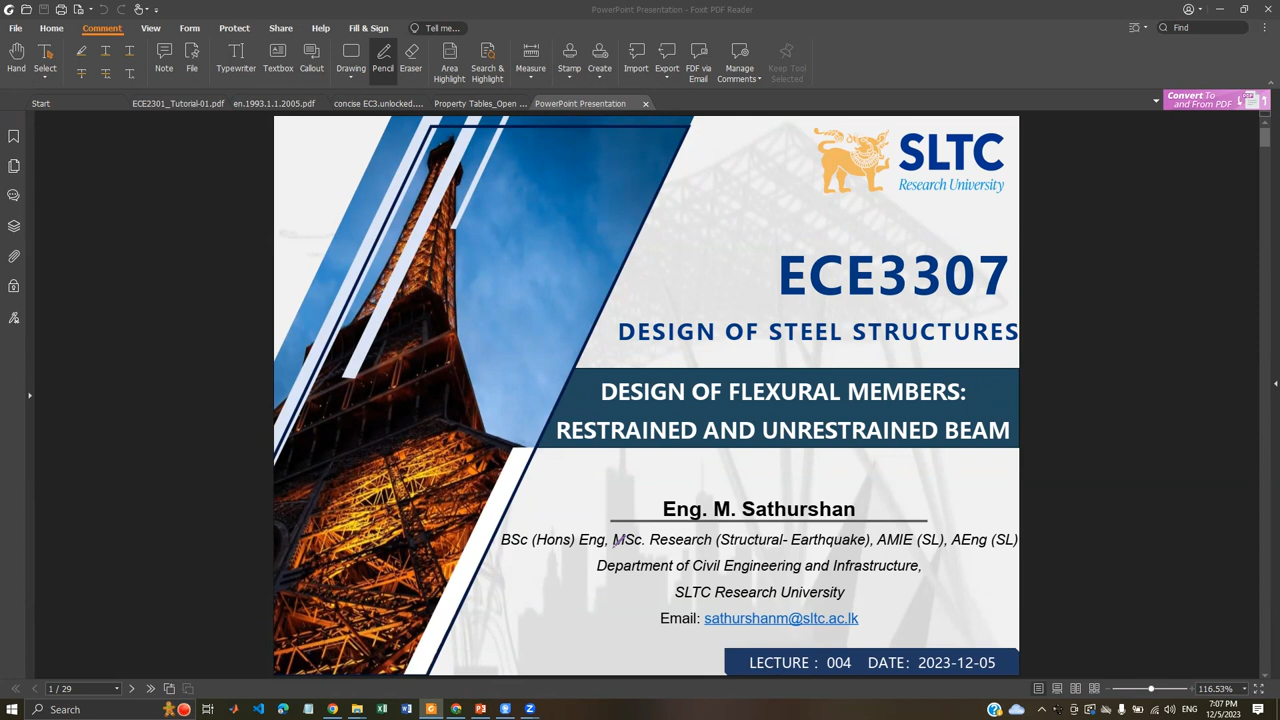 PowerPoint Presentation - Foxit PDF Reader
File Home Comment View Form Protect Share Help Fill & Sign Tell me... Find
Hand Select Note File Typewriter Textbox Callout Drawing Pencil Eraser Area Highlight Search & Highlight Measure Stamp Create Import Export FDF via Email Manage Comments Keep Tool Selected
Start ECE2301_Tutorial-01.pdf en.1993.1.1.2005.pdf concise EC3.unlocked.... Property Tables_Open ... PowerPoint Presentation
Convert To
and From PDF
SLTC
Research University
ECE3307
DESIGN OF STEEL STRUCTURES
DESIGN OF FLEXURAL MEMBERS:
RESTRAINED AND UNRESTRAINED BEAM
Eng. M. Sathurshan
BSc (Hons) Eng, MSc. Research (Structural- Earthquake), AMIE (SL), AEng (SL)
Department of Civil Engineering and Infrastructure,
SLTC Research University
Email: sathurshanm@sltc.ac.lk
LECTURE : 004 DATE: 2023-12-05
1 / 29
116.53%
Search
ENG
7:07 PM
12/5/2023